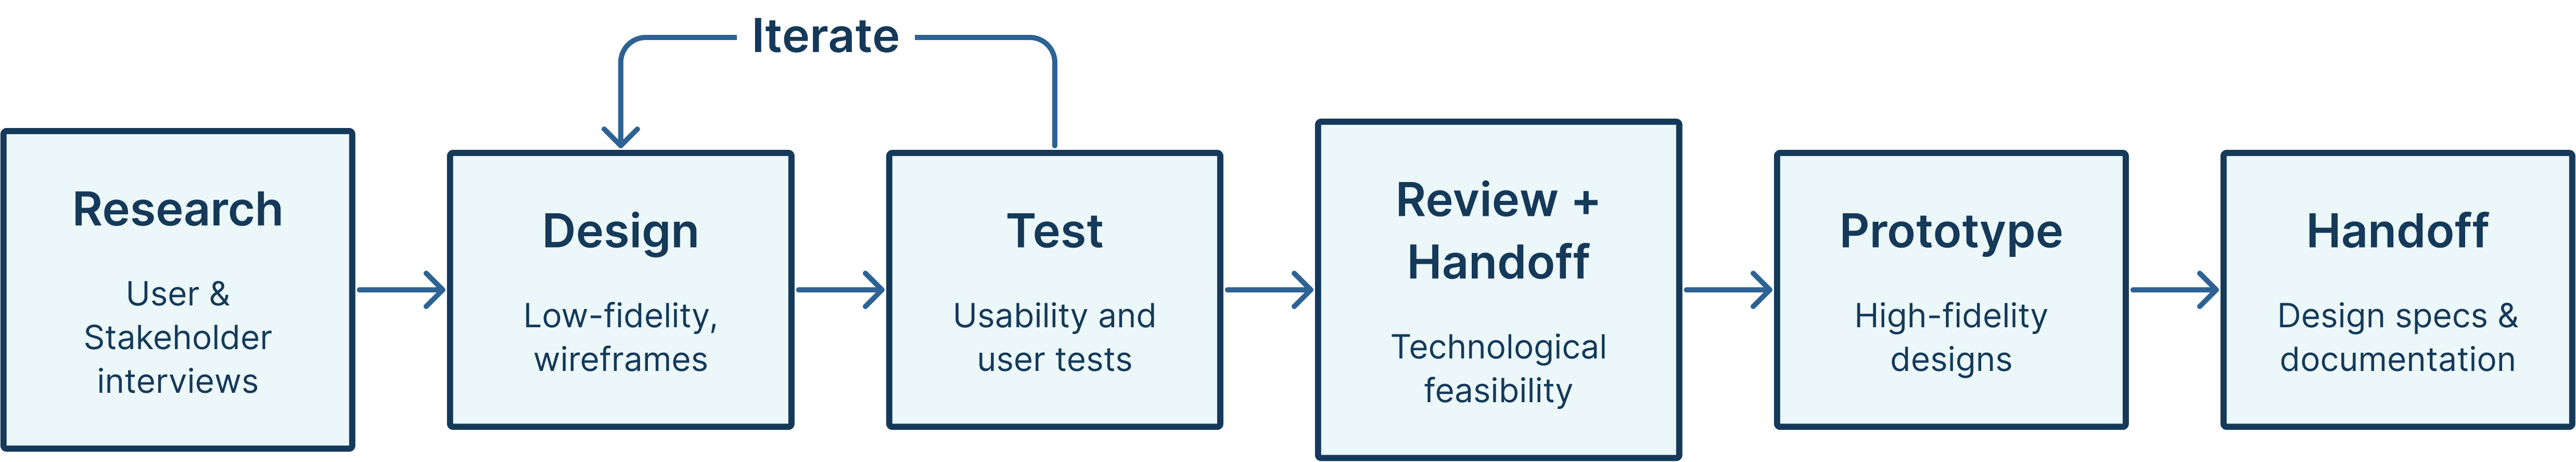 Iterate
Research
User &
Stakeholder
interviews
Design
Low-fidelity,
wireframes
Test
Usability and
user tests
Review +
Handoff
Technological
feasibility
Prototype
High-fidelity
designs
Handoff
Design specs &
documentation